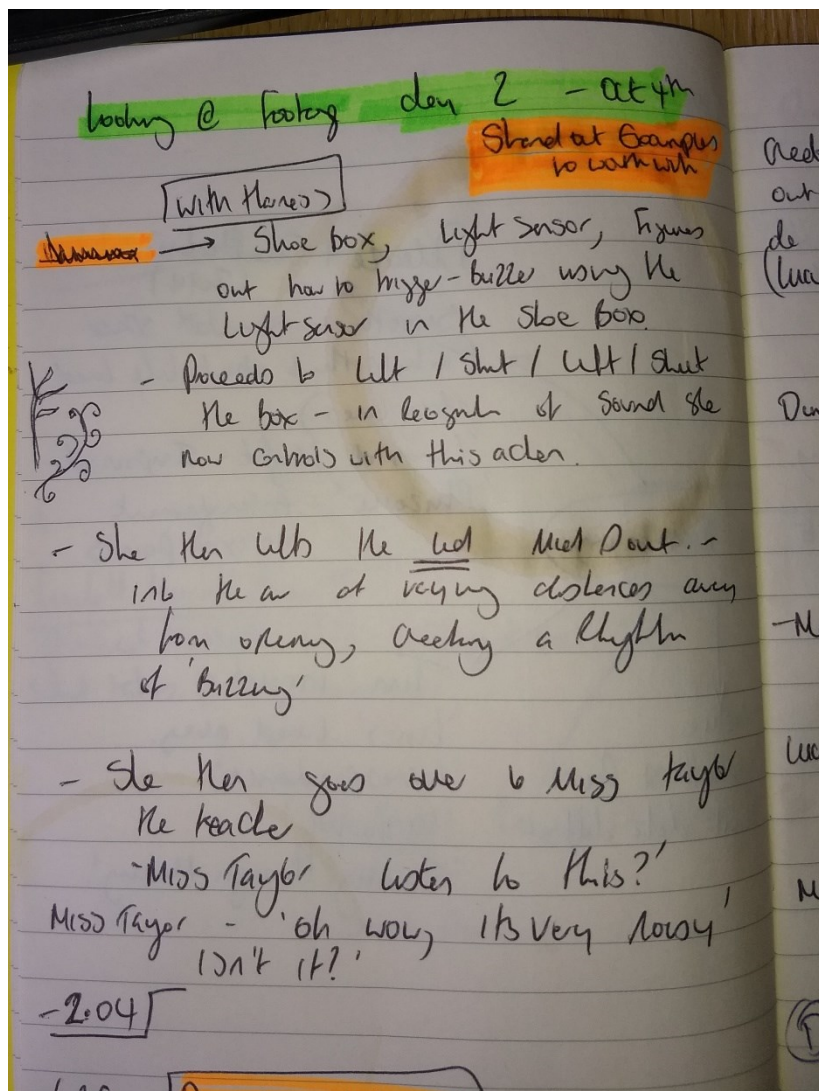 Looking @ Footage day 2 - Oct 4th
Stand out Examples
to work with
With Harness
→ Shoe box, Light sensor, Figures
out how to trigger - buzzer using the
Light sensor in the Shoe Box.
- Proceeds to Lift / Shut / Lift / Shut
the box - in Recognition of Sound she
now controls with this action.
- She then lifts the lid
into the air at varying distances away
from opening, creating a Rhythm
of 'Buzzing'
- She then goes over to Miss Taylor
the teacher
- Miss Taylor listen to this?'
Miss Taylor - 'oh wow, its very noisy'
isn't it?'
- 2.04